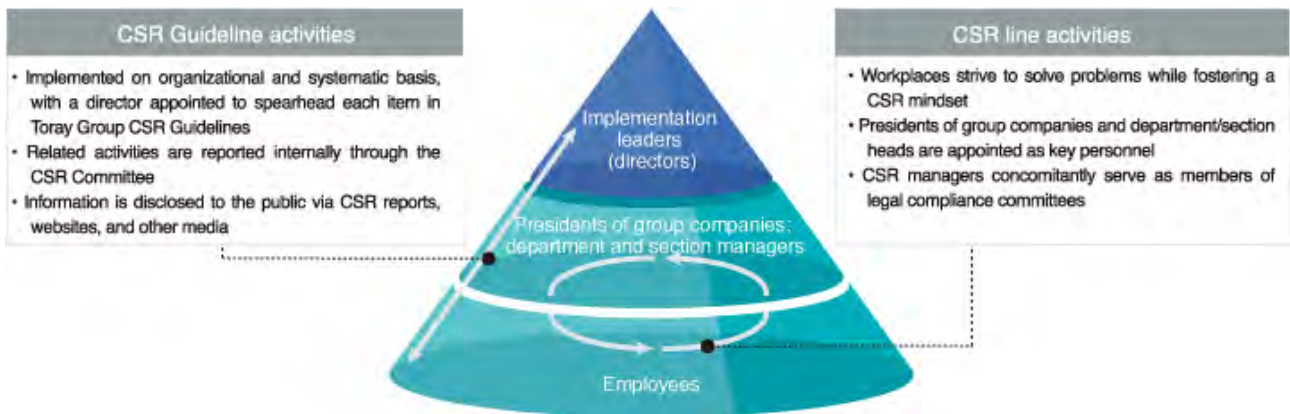 CSR Guideline activities
• Implemented on organizational and systematic basis,
with a director appointed to spearhead each item in
Toray Group CSR Guidelines
• Related activities are reported internally through the
CSR Committee
• Information is disclosed to the public via CSR reports,
websites, and other media
Implementation
leaders
(directors)
Presidents of group companies;
department and section managers
Employees
CSR line activities
• Workplaces strive to solve problems while fostering a
CSR mindset
• Presidents of group companies and department/section
heads are appointed as key personnel
• CSR managers concomitantly serve as members of
legal compliance committees